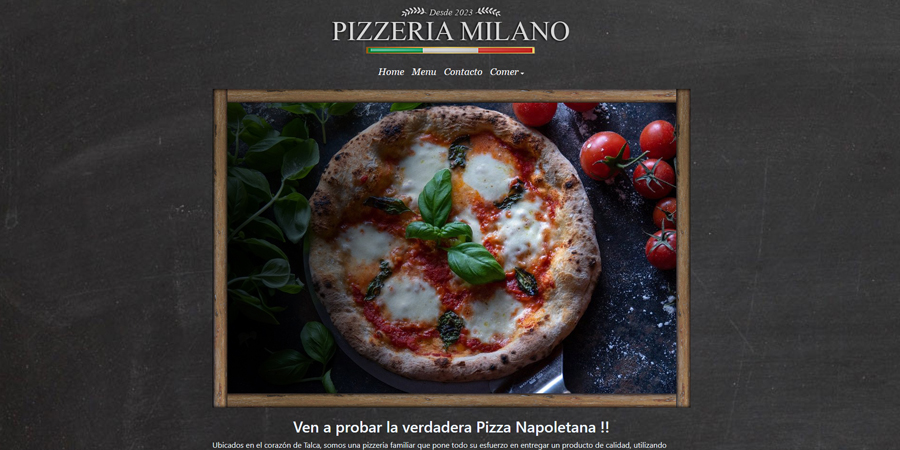 Desde 2023
PIZZERIA MILANO
Home Menu Contacto Comer
Ven a probar la verdadera Pizza Napoletana !!
Ubicados en el corazón de Talca, somos una pizzeria familiar que pone todo su esfuerzo en entregar un producto de calidad, utilizando